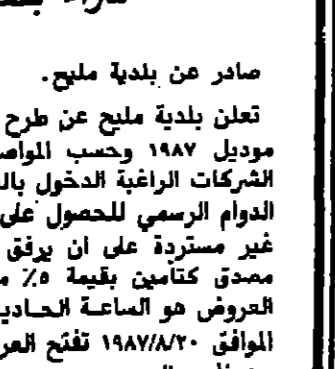 صادر عن بلدية مليح.
تعلن بلدية مليح عن طرح
موديل ١٩٨٧ وحسب المواص
الشركات الراغبة الدخول بال
الدوام الرسمي للحصول على
غير مستردة على ان يرفق
مصدق كتأمين بقيمة ٥٪ م
العروض هو الساعة الحادي
الموافق ١٩٨٧/٨/٢٠ تفتح العر